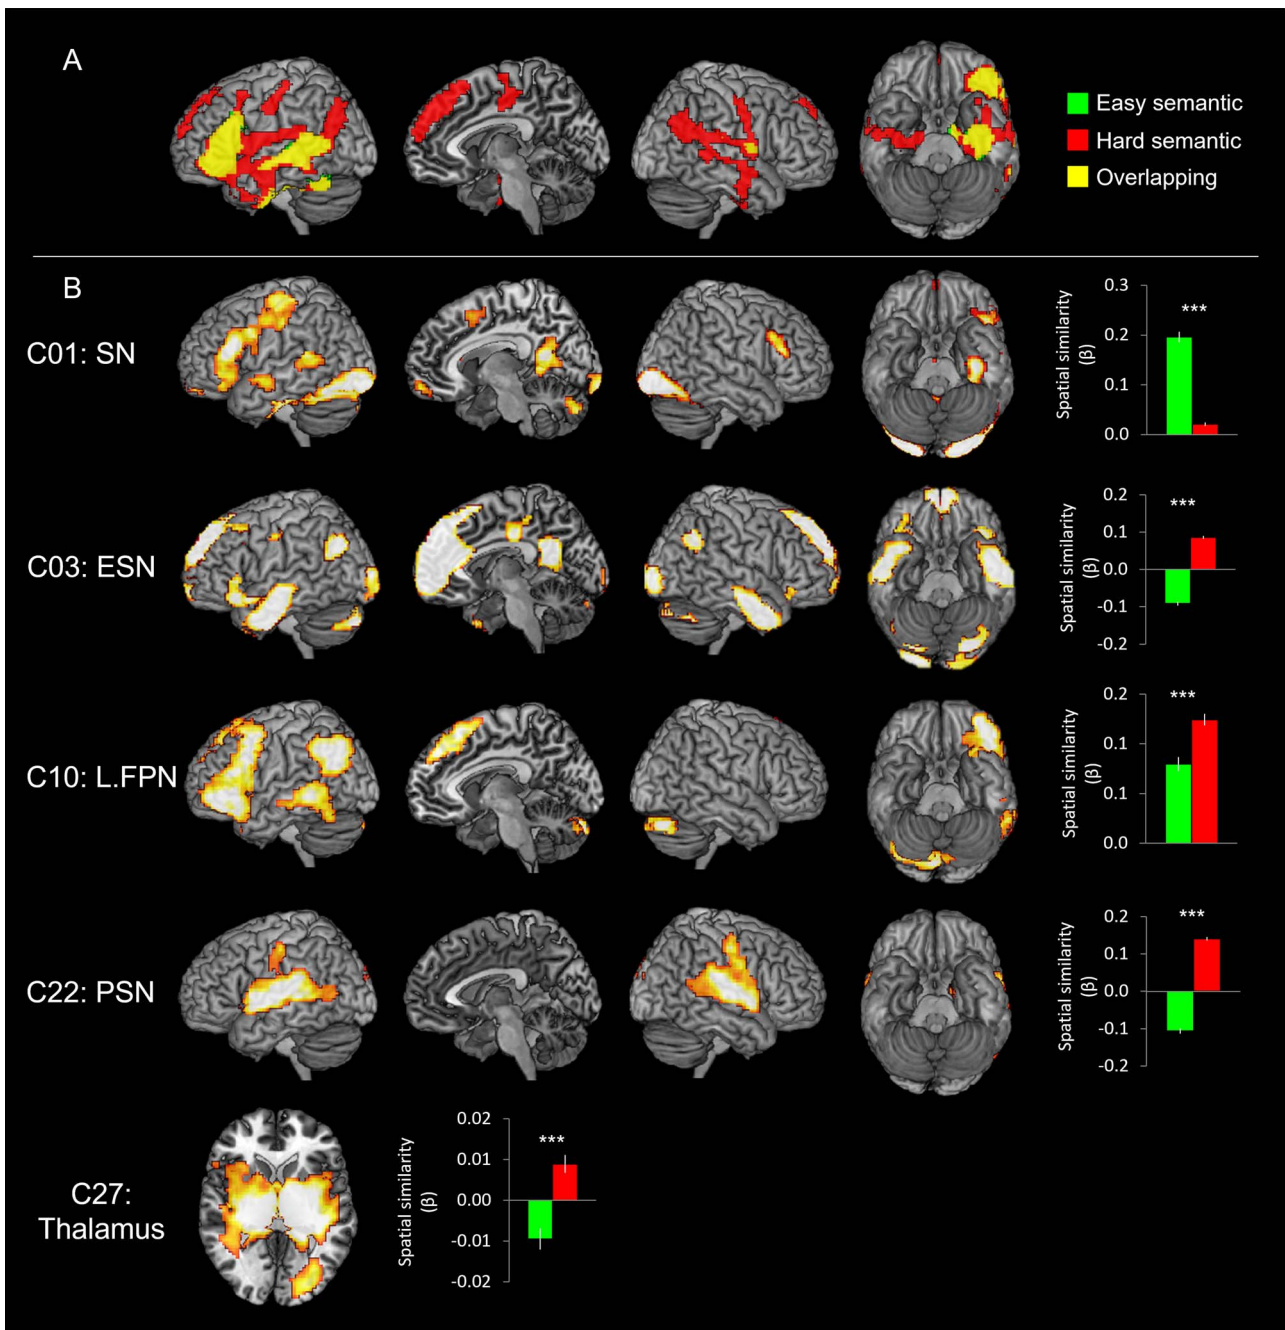 A
Easy semantic
Hard semantic
Overlapping
B
C01: SN
Spatial similarity
(β)
0.3
0.2
0.1
0.0
***
C03: ESN
Spatial similarity
(β)
0.2
0.1
0.0
-0.1
-0.2
***
C10: L.FPN
Spatial similarity
(β)
0.2
0.1
0.1
0.0
***
C22: PSN
Spatial similarity
(β)
0.2
0.1
0.0
-0.1
-0.2
***
C27:
Thalamus
Spatial similarity
(β)
0.02
0.01
0.00
-0.01
-0.02
***